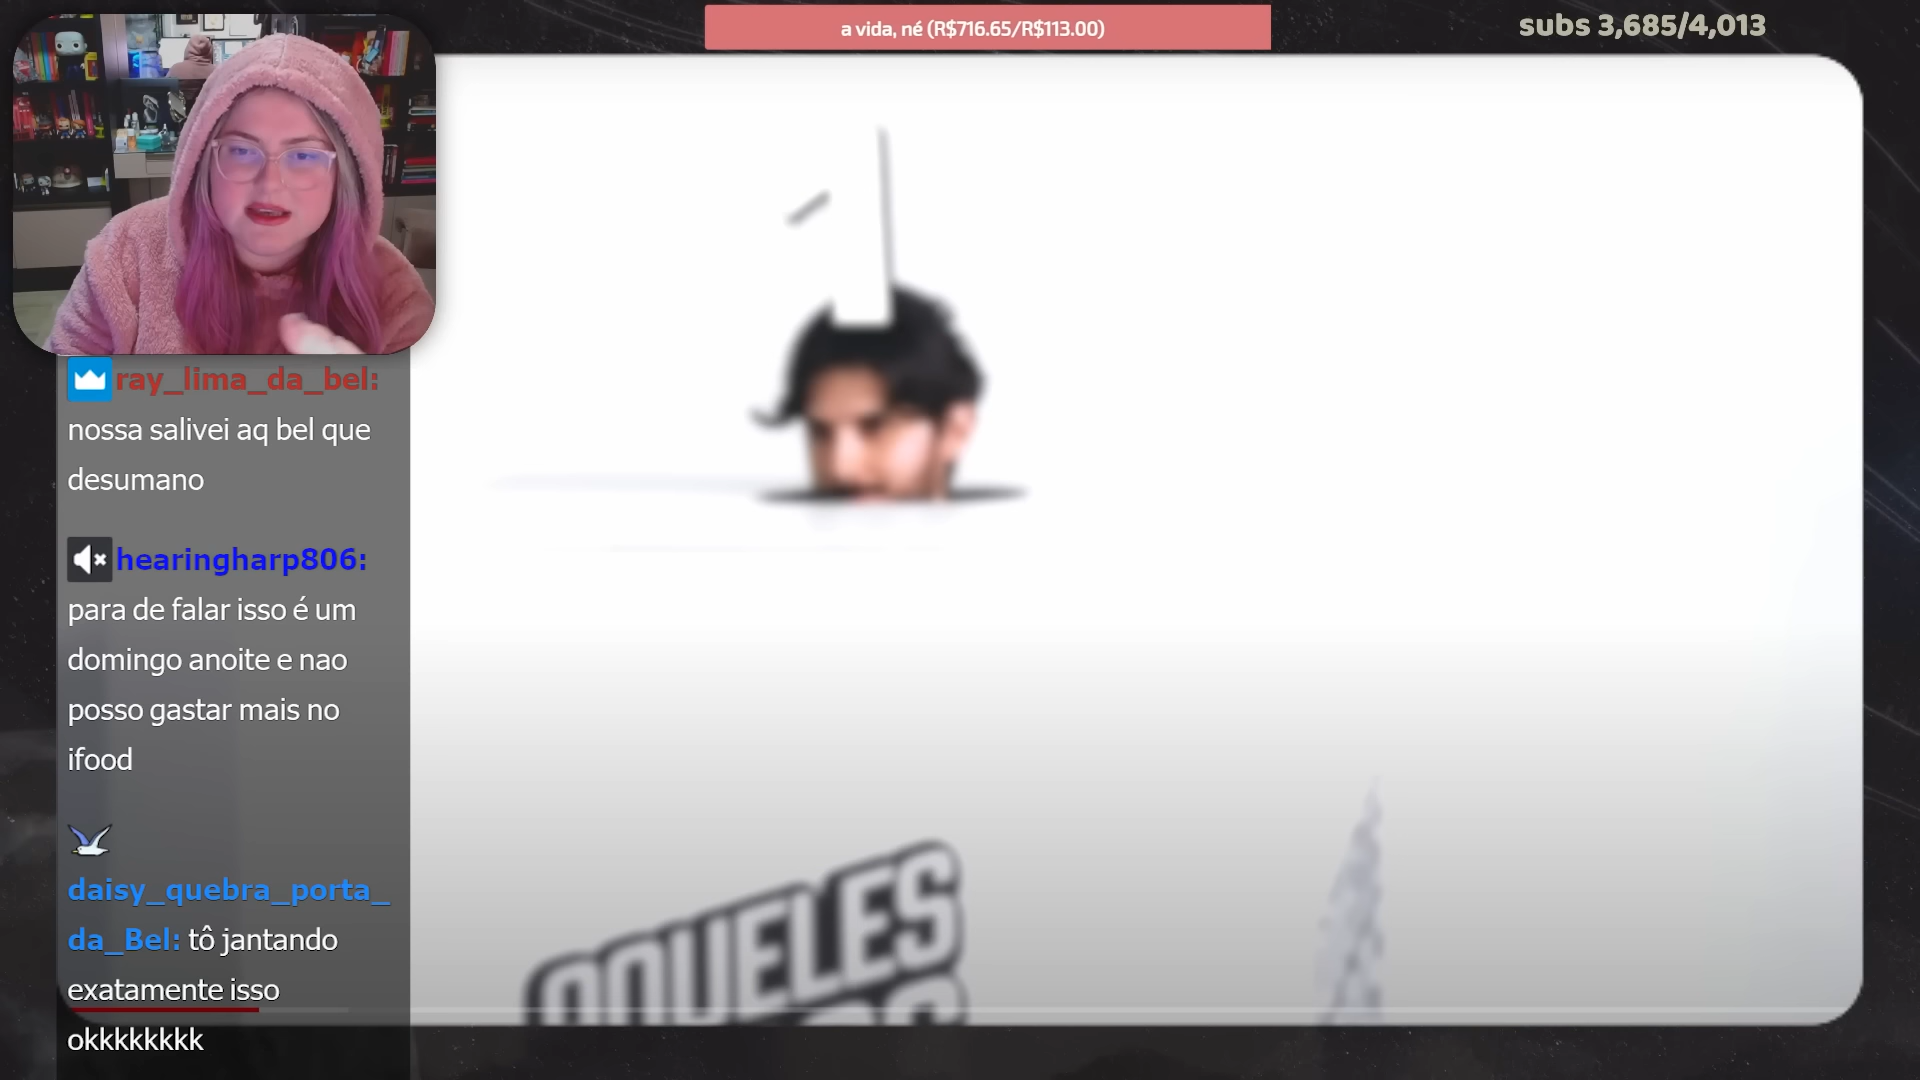 a vida, né (R$716.65/R$113.00)
subs 3,685/4,013
ray_lima_da_bel:
nossa salivei aq bel que
desumano
hearingharp806:
para de falar isso é um
domingo anoite e nao
posso gastar mais no
ifood
daisy_quebra_porta_
da_Bel: tô jantando
exatamente isso
okkkkkkkk
AQUELES